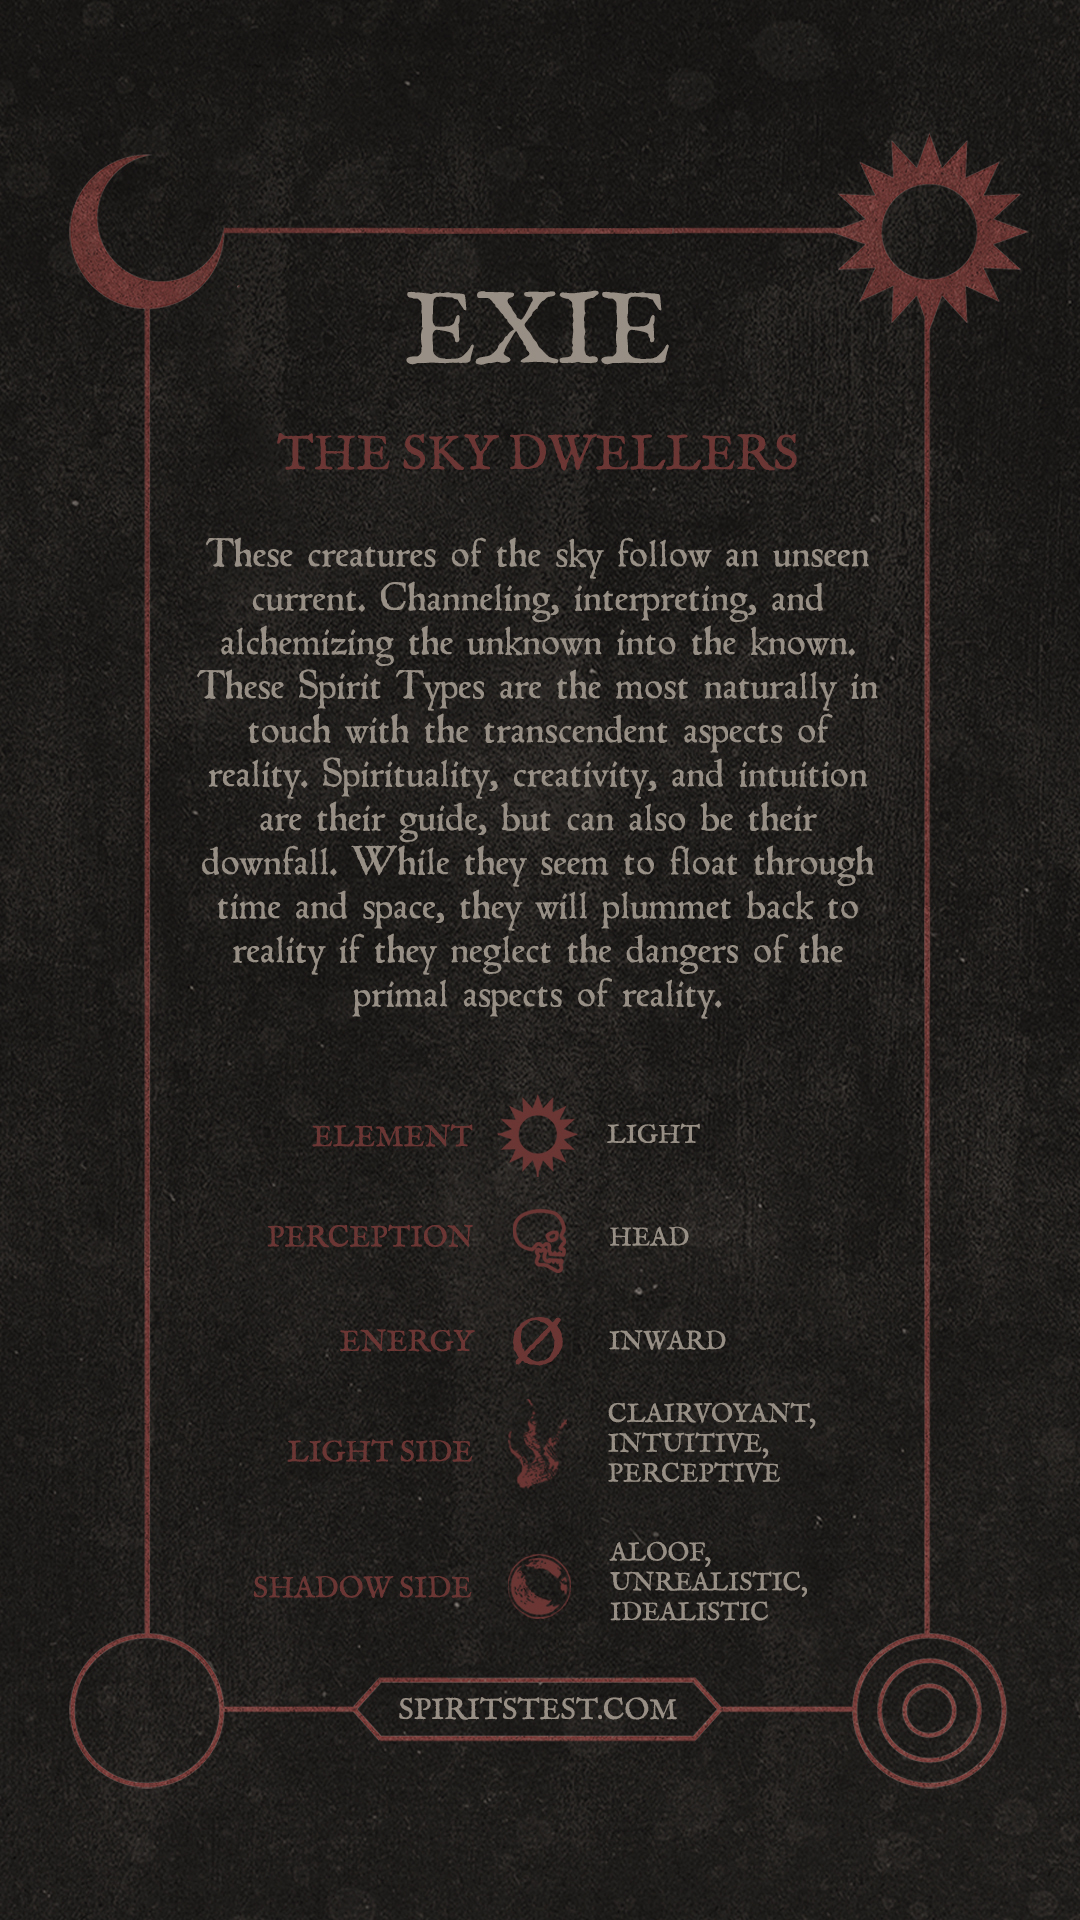 EXIE
THE SKY DWELLERS
These creatures of the sky follow an unseen
current. Channeling, interpreting, and
alchemizing the unknown into the known.
These Spirit Types are the most naturally in
touch with the transcendent aspects of
reality. Spirituality, creativity, and intuition
are their guide, but can also be their
downfall. While they seem to float through
time and space, they will plummet back to
reality if they neglect the dangers of the
primal aspects of reality.
ELEMENT LIGHT
PERCEPTION HEAD
ENERGY INWARD
LIGHT SIDE CLAIRVOYANT,
INTUITIVE,
PERCEPTIVE
SHADOW SIDE ALOOF,
UNREALISTIC,
IDEALISTIC
SPIRITSTEST.COM